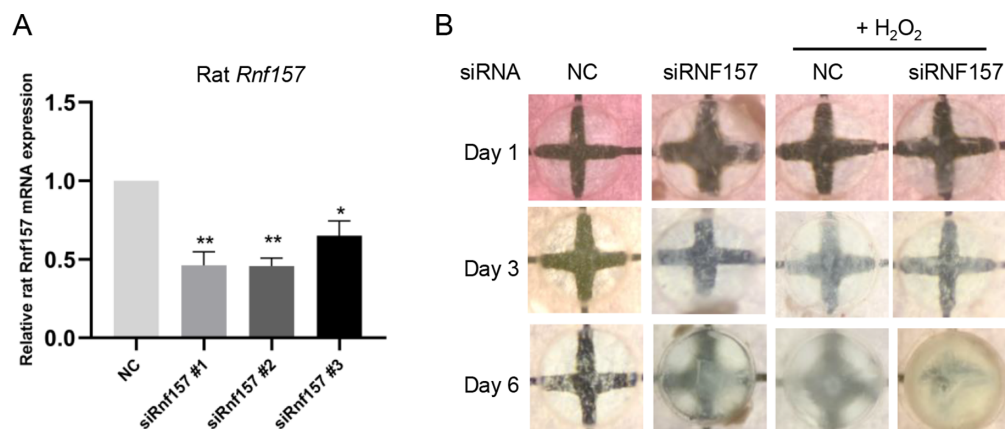 A
Rat Rnf157
Relative rat Rnf157 mRNA expression
1.5
1.0
0.5
0.0
**
**
*
NC
siRnf157 #1
siRnf157 #2
siRnf157 #3
B
+ H₂O₂
siRNA NC siRNF157 NC siRNF157
Day 1
Day 3
Day 6